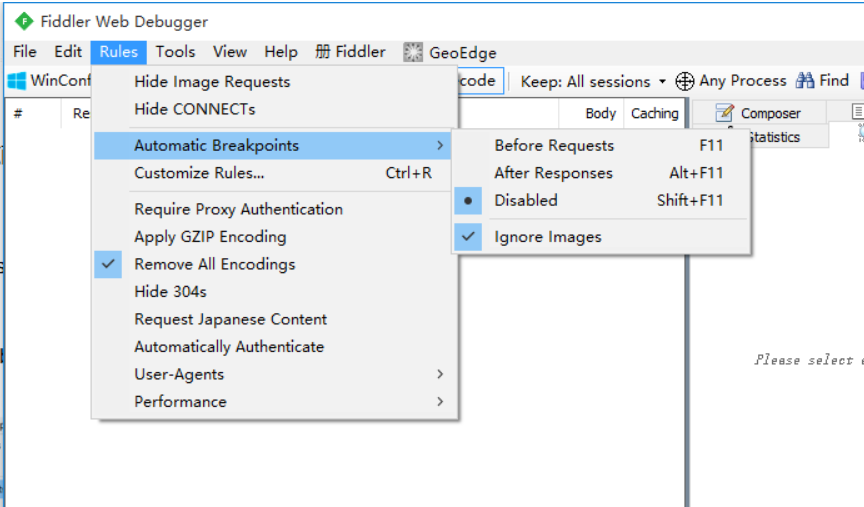 Fiddler Web Debugger
File Edit Rules Tools View Help 册 Fiddler GeoEdge
WinConf
code Keep: All sessions Any Process Find
# Re
Body Caching Composer
Statistics
Hide Image Requests
Hide CONNECTs
Automatic Breakpoints
Customize Rules... Ctrl+R
Require Proxy Authentication
Apply GZIP Encoding
Remove All Encodings
Hide 304s
Request Japanese Content
Automatically Authenticate
User-Agents
Performance
Before Requests F11
After Responses Alt+F11
Disabled Shift+F11
Ignore Images
Please select